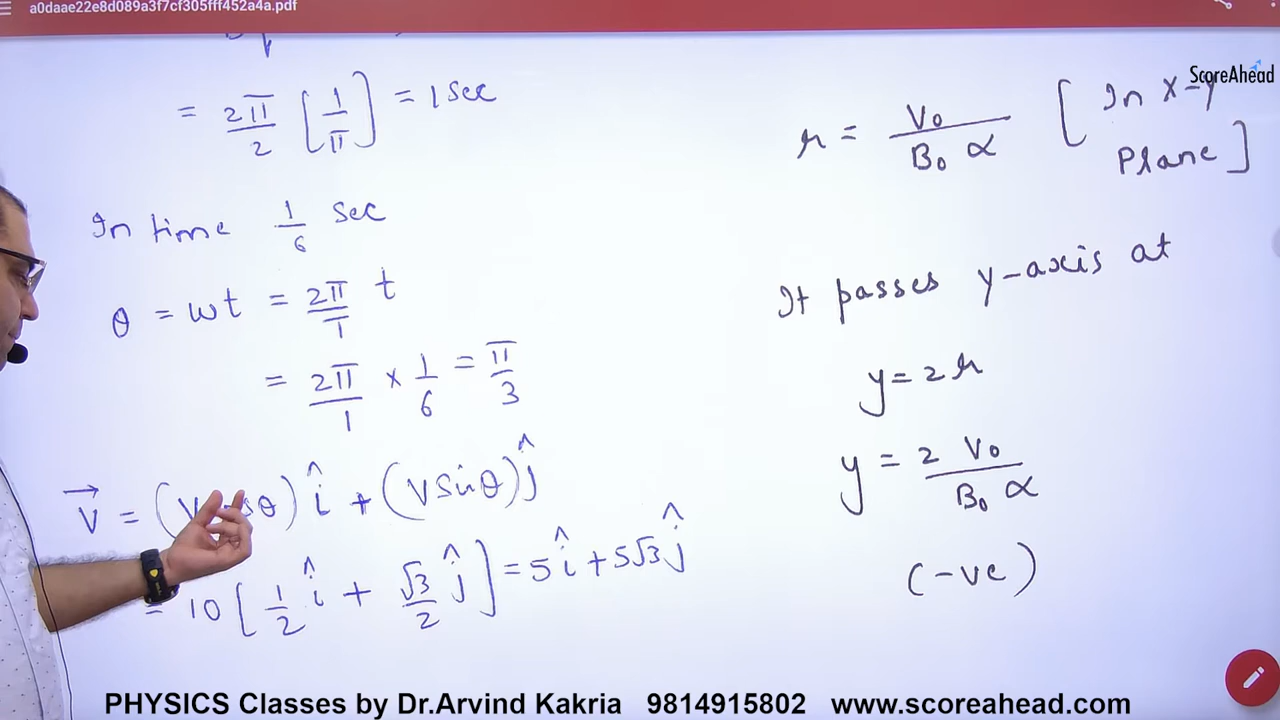 a0daae22e8d089a3f7cf305fff452a4a.pdf
ScoreAhead
= 2π/2 [1/π] = 1 sec
In time 1/6 sec
θ = ωt = 2π/T t
= 2π/1 × 1/6 = π/3
V⃗ = (V cosθ) î + (V sinθ) ĵ
= 10 [1/2 î + √3/2 ĵ] = 5 î + 5√3 ĵ
r = V₀/B₀ α [In x-y
Plane]
It passes y-axis at
y = 2r
y = 2 V₀/B₀ α
(-ve)
PHYSICS Classes by Dr.Arvind Kakria 9814915802 www.scoreahead.com